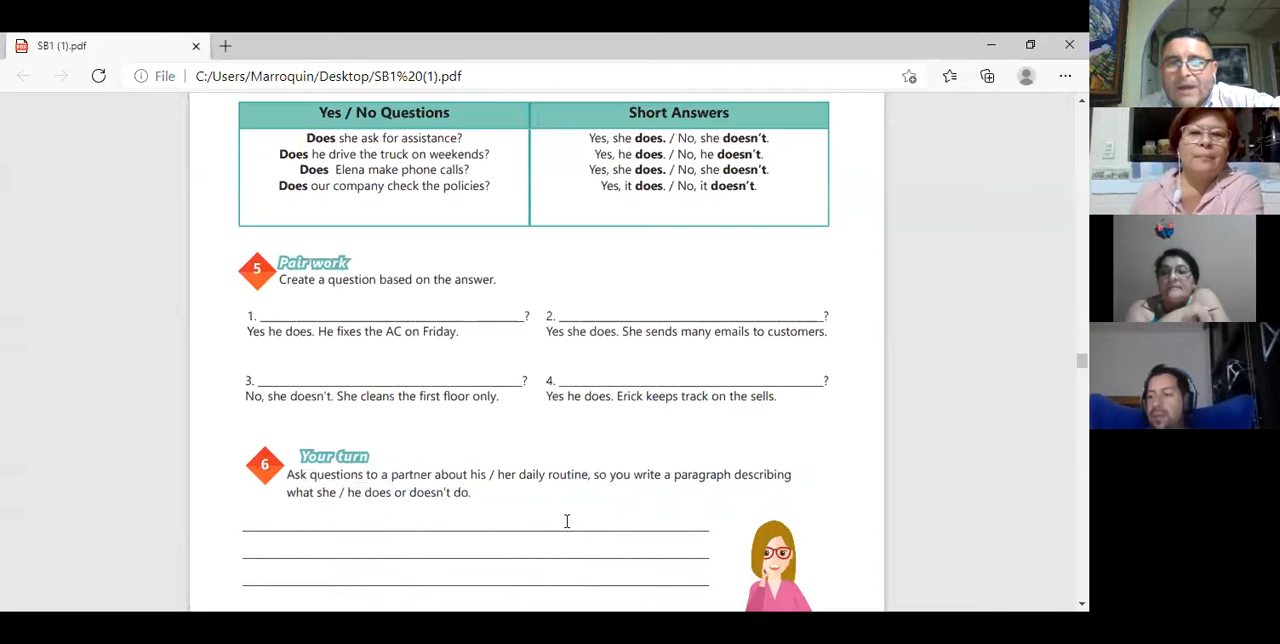 SB1 (1).pdf
File
C:/Users/Marroquin/Desktop/SB1%20(1).pdf
Yes / No Questions
Short Answers
Does she ask for assistance?
Yes, she does. / No, she doesn't.
Does he drive the truck on weekends?
Yes, he does. / No, he doesn't.
Does Elena make phone calls?
Yes, she does. / No, she doesn't.
Does our company check the policies?
Yes, it does. / No, it doesn't.
5
Pair work
Create a question based on the answer.
1. ______________________________?
Yes he does. He fixes the AC on Friday.
2. ______________________________?
Yes she does. She sends many emails to customers.
3. ______________________________?
No, she doesn't. She cleans the first floor only.
4. ______________________________?
Yes he does. Erick keeps track on the sells.
6
Your turn
Ask questions to a partner about his / her daily routine, so you write a paragraph describing
what she / he does or doesn't do.